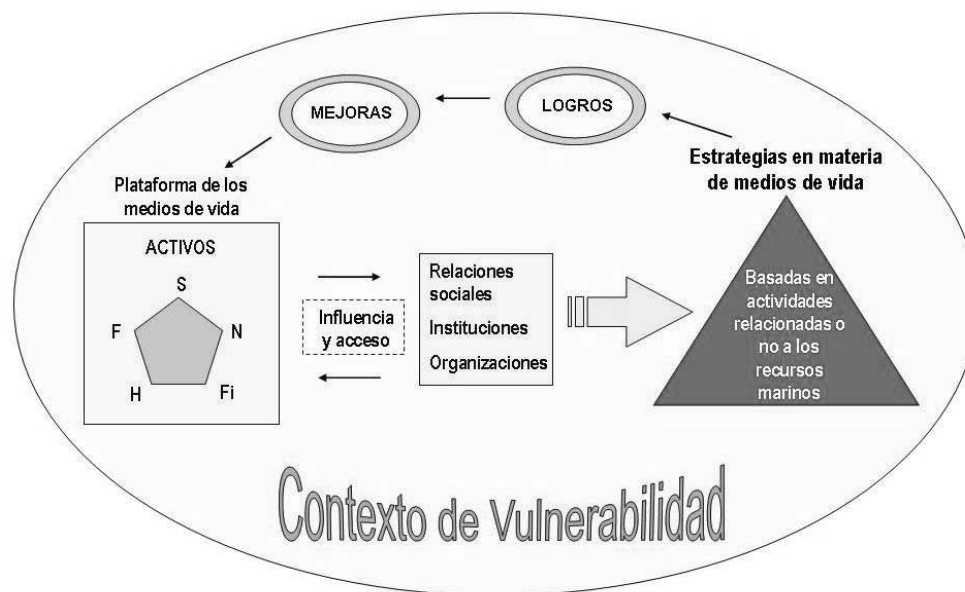 MEJORAS
LOGROS
Estrategias en materia
de medios de vida
Plataforma de los
medios de vida
ACTIVOS
S
F
N
H
Fi
Influencia
y acceso
Relaciones
sociales
Instituciones
Organizaciones
Basadas en
actividades
relacionadas o
no a los
recursos
marinos
Contexto de Vulnerabilidad